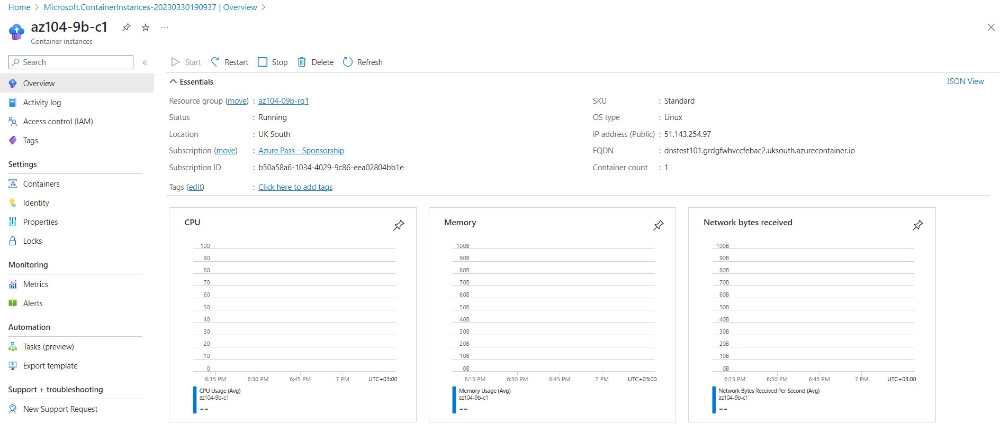 Home > Microsoft.ContainerInstances-20230330190937 | Overview >
az104-9b-c1
Container instances
Search
Start Restart Stop Delete Refresh
Overview
Activity log
Access control (IAM)
Tags
Settings
Containers
Identity
Properties
Locks
Monitoring
Metrics
Alerts
Automation
Tasks (preview)
Export template
Support + troubleshooting
New Support Request
Essentials
JSON View
Resource group (move) : az104-09b-rg1
Status : Running
Location : UK South
Subscription (move) : Azure Pass - Sponsorship
Subscription ID : b50a58a6-1034-4029-9c86-eea02804bb1e
Tags (edit) : Click here to add tags
SKU : Standard
OS type : Linux
IP address (Public) : 51.143.254.97
FQDN : dnstest101.grdgfwhvccfebac2.uksouth.azurecontainer.io
Container count : 1
CPU
100
90
80
70
60
50
40
30
20
10
0
6:15 PM 6:30 PM 6:45 PM 7 PM UTC+03:00
CPU Usage (Avg)
az104-9b-c1
--
Memory
100B
90B
80B
70B
60B
50B
40B
30B
20B
10B
0B
6:15 PM 6:30 PM 6:45 PM 7 PM UTC+03:00
Memory Usage (Avg)
az104-9b-c1
--
Network bytes received
100B
90B
80B
70B
60B
50B
40B
30B
20B
10B
0B
6:15 PM 6:30 PM 6:45 PM 7 PM UTC+03:00
Network Bytes Received Per Second (Avg)
az104-9b-c1
--